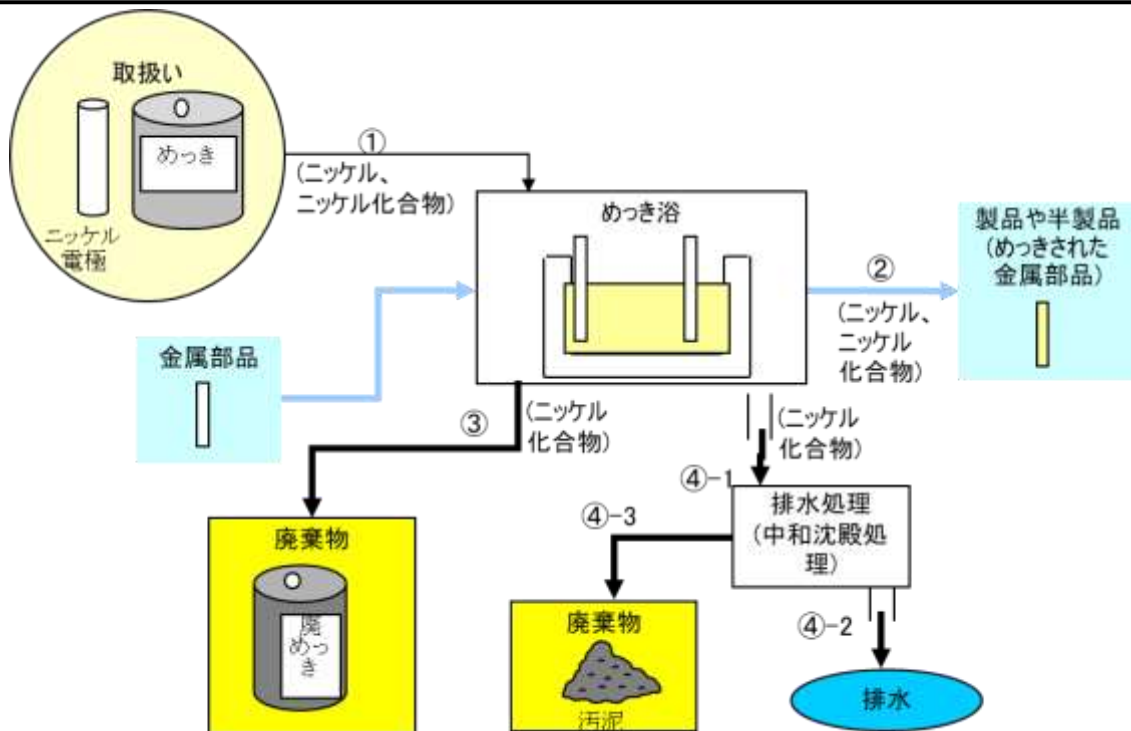 取扱い
めっき
ニッケル
電極
①
(ニッケル、
ニッケル化合物)
めっき浴
製品や半製品
(めっきされた
金属部品)
②
(ニッケル、
ニッケル
化合物)
金属部品
③
(ニッケル
化合物)
(ニッケル
化合物)
④-1
排水処理
(中和沈殿処
理)
④-3
④-2
廃棄物
廃
めっ
き
廃棄物
汚泥
排水